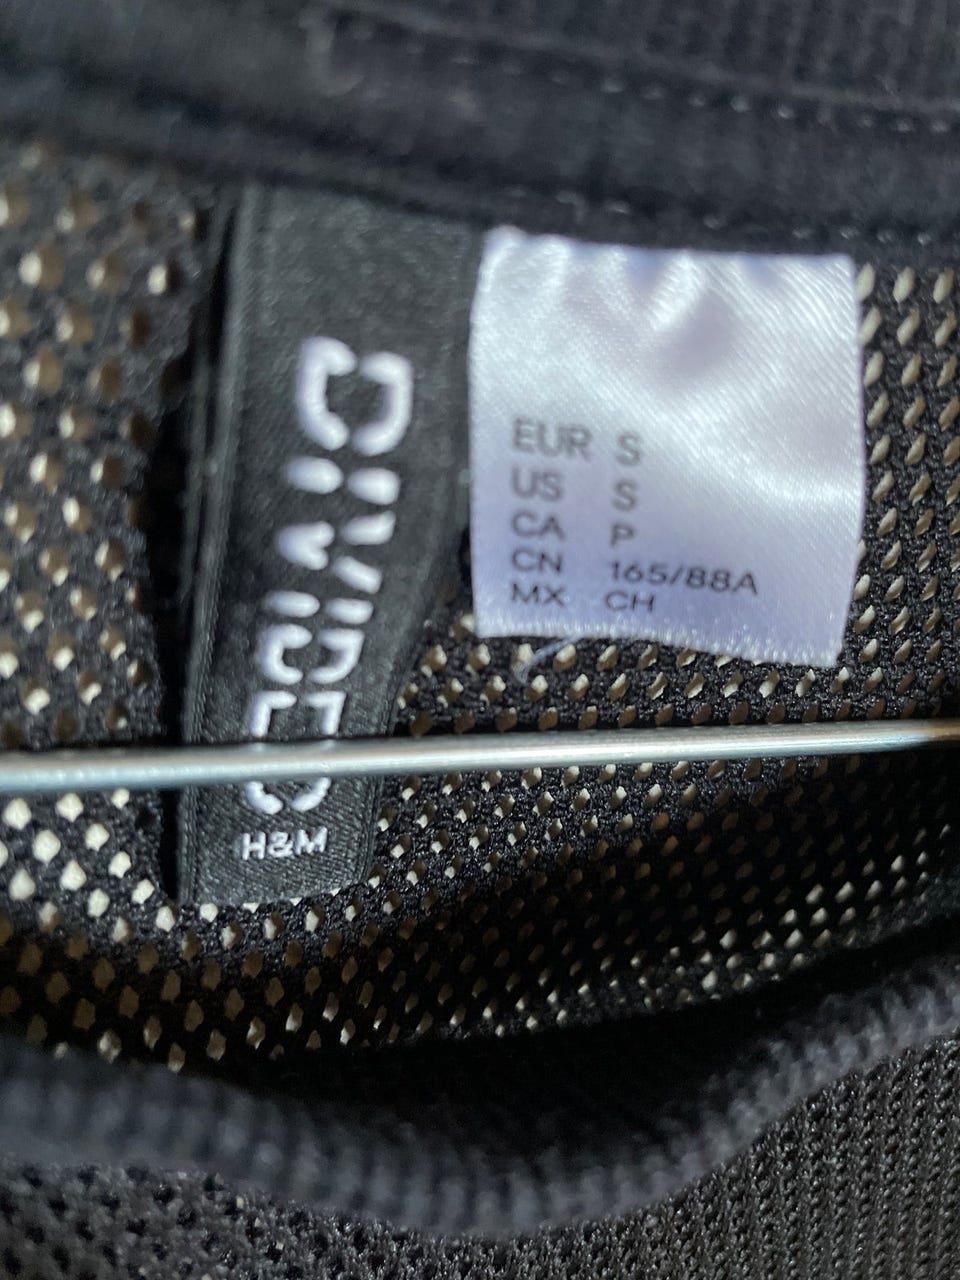 DIVIDED
H&M
EUR S
US S
CA P
CN 165/88A
MX CH